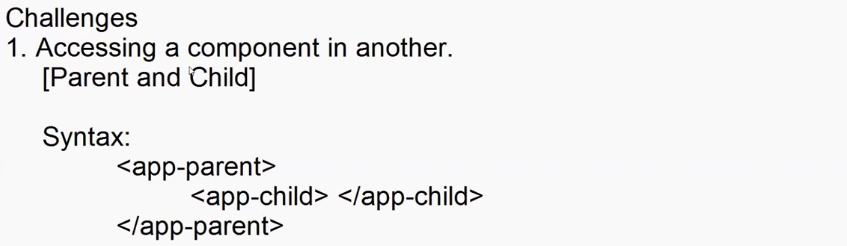 Challenges
1. Accessing a component in another.
[Parent and Child]
Syntax:
<app-parent>
<app-child> </app-child>
</app-parent>